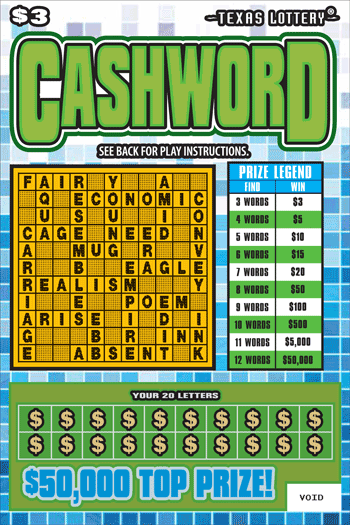 $3
TEXAS LOTTERY®
CASHWORD
SEE BACK FOR PLAY INSTRUCTIONS.
FAIR Y A
Q ECONOMIC
CAGE NEED
MUG
EAGLE
REALISM
POEM
ARISE
INN
E ABSENT K
PRIZE LEGEND
FIND WIN
3 WORDS $3
4 WORDS $5
5 WORDS $10
6 WORDS $15
7 WORDS $20
8 WORDS $50
9 WORDS $100
10 WORDS $500
11 WORDS $5,000
12 WORDS $50,000
YOUR 20 LETTERS
$ $ $ $ $ $ $ $ $ $
$ $ $ $ $ $ $ $ $ $
$50,000 TOP PRIZE!
VOID